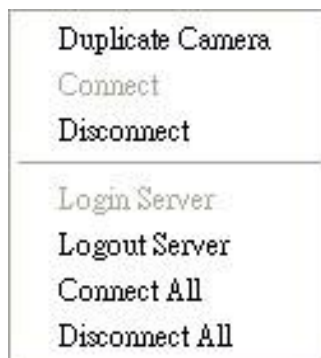 Duplicate Camera
Connect
Disconnect
Login Server
Logout Server
Connect All
Disconnect All